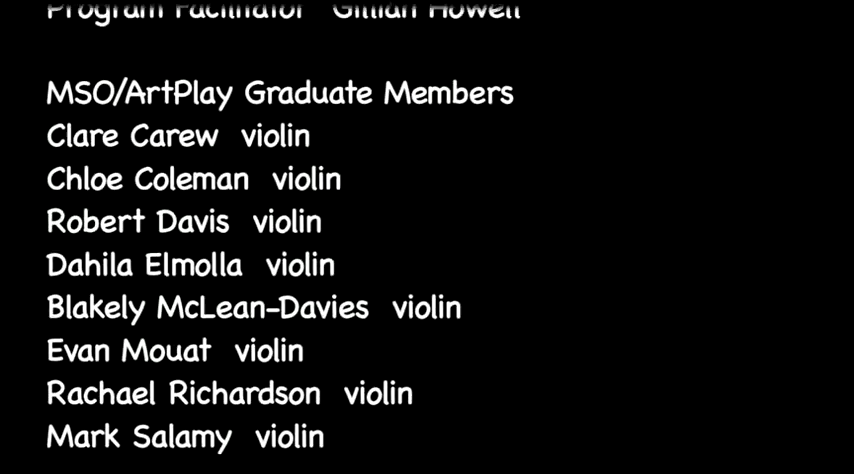 Program Facilitator Gillian Howell
MSO/ArtPlay Graduate Members
Clare Carew violin
Chloe Coleman violin
Robert Davis violin
Dahila Elmolla violin
Blakely McLean-Davies violin
Evan Mouat violin
Rachael Richardson violin
Mark Salamy violin